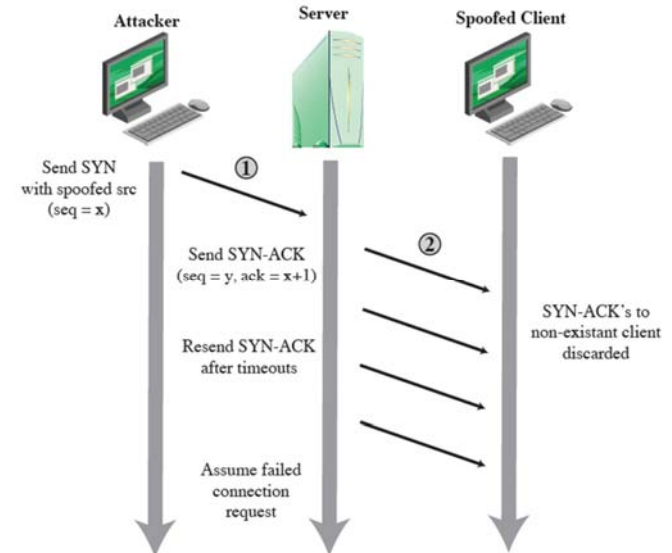 Attacker
Server
Spoofed Client
Send SYN
with spoofed src
(seq = x)
1
Send SYN-ACK
(seq = y, ack = x+1)
2
SYN-ACK's to
non-existant client
discarded
Resend SYN-ACK
after timeouts
Assume failed
connection
request